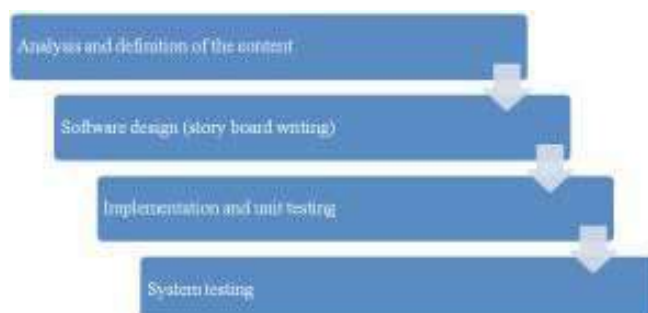 Analysis and definition of the content
Software design (story board writing)
Implementation and unit testing
System testing